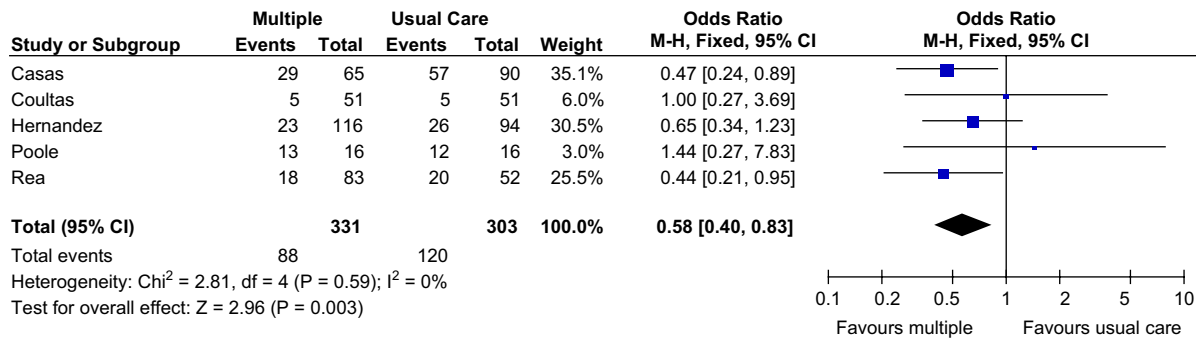 Multiple Usual Care Odds Ratio Odds Ratio
Study or Subgroup Events Total Events Total Weight M-H, Fixed, 95% CI M-H, Fixed, 95% CI
Casas 29 65 57 90 35.1% 0.47 [0.24, 0.89]
Coultas 5 51 5 51 6.0% 1.00 [0.27, 3.69]
Hernandez 23 116 26 94 30.5% 0.65 [0.34, 1.23]
Poole 13 16 12 16 3.0% 1.44 [0.27, 7.83]
Rea 18 83 20 52 25.5% 0.44 [0.21, 0.95]
Total (95% CI) 331 303 100.0% 0.58 [0.40, 0.83]
Total events 88 120
Heterogeneity: Chi² = 2.81, df = 4 (P = 0.59); I² = 0%
Test for overall effect: Z = 2.96 (P = 0.003)
0.1 0.2 0.5 1 2 5 10
Favours multiple Favours usual care